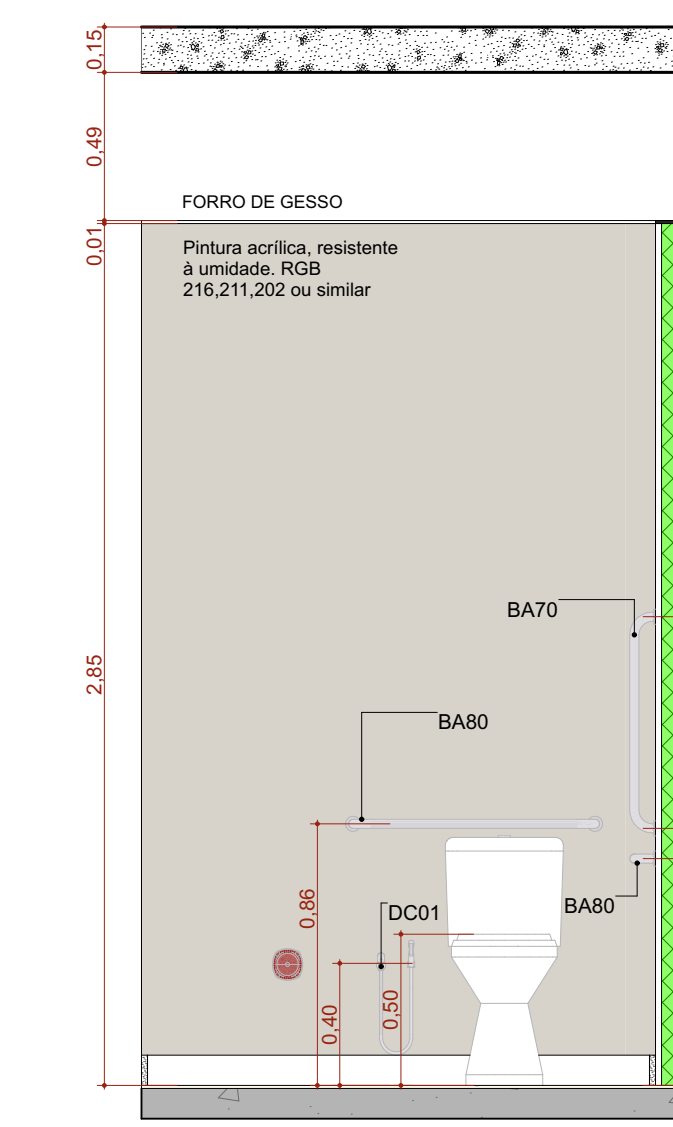 0,15
0,49
FORRO DE GESSO
0,01
Pintura acrílica, resistente
à umidade. RGB
216,211,202 ou similar
BA70
2,85
BA80
0,86
DC01
BA80
0,50
0,40